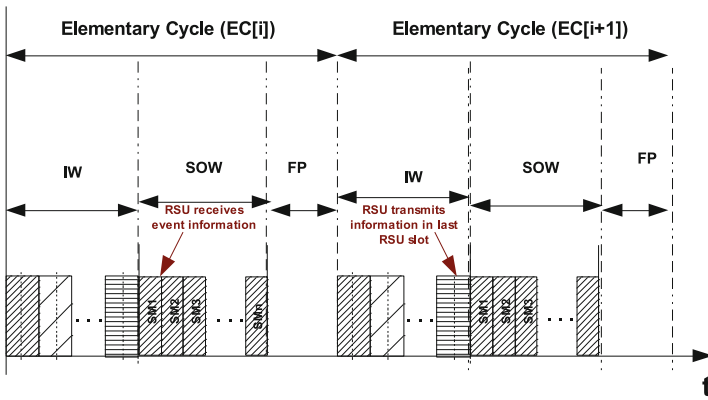 Elementary Cycle (EC[i])
Elementary Cycle (EC[i+1])
IW
SOW
FP
IW
SOW
FP
RSU receives
event information
RSU transmits
information in last
RSU slot
SM1
SM2
SM3
SMn
SM1
SM2
SM3
t